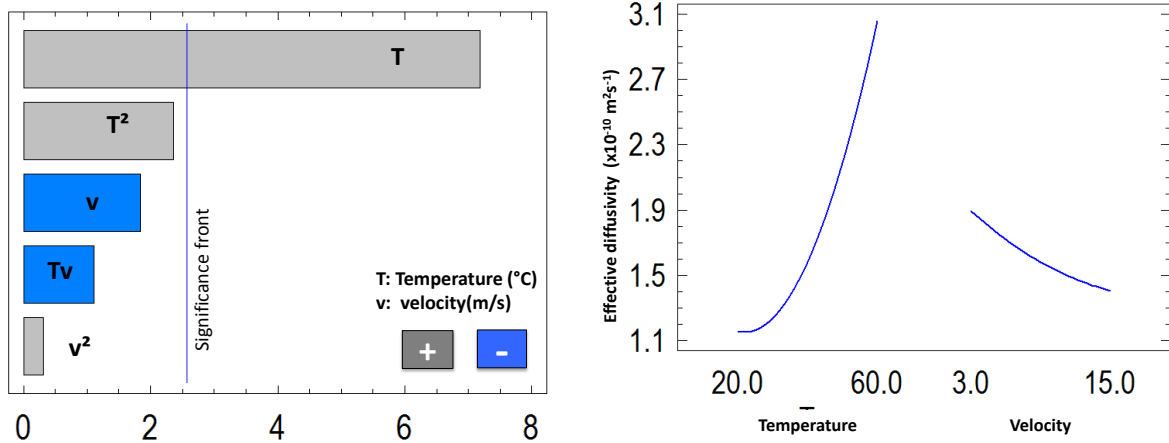 T
T²
v
Tv
v²
Significance front
T: Temperature (°C)
v: velocity(m/s)
+
-
0 2 4 6 8
Effective diffusivity (x10⁻¹⁰ m²s⁻¹)
3.1
2.7
2.3
1.9
1.5
1.1
20.0 60.0 3.0 15.0
Temperature Velocity